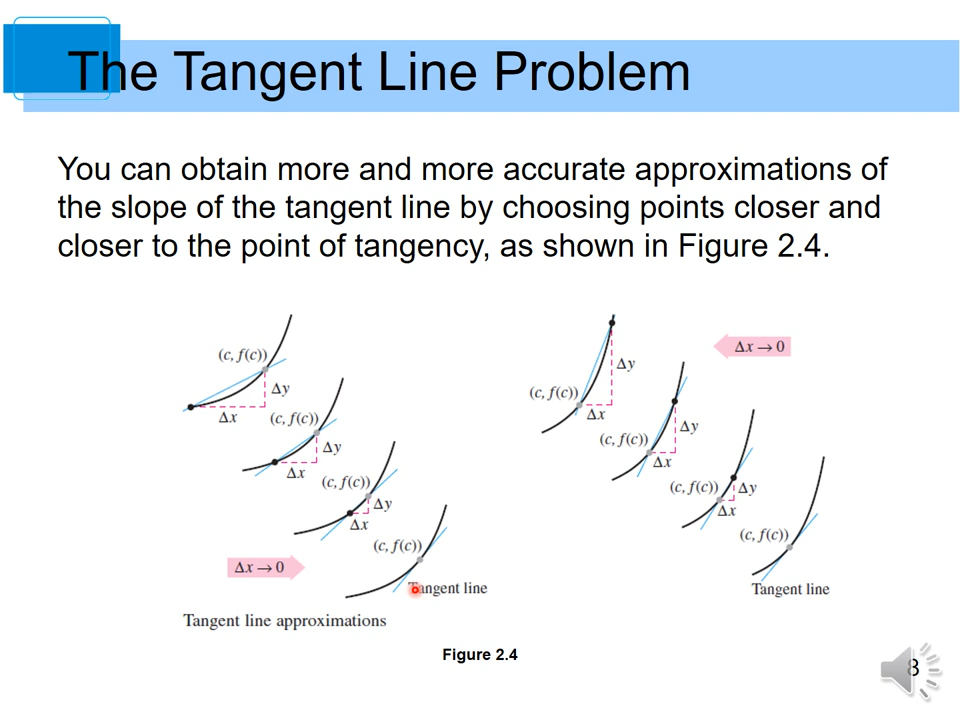 The Tangent Line Problem
You can obtain more and more accurate approximations of
the slope of the tangent line by choosing points closer and
closer to the point of tangency, as shown in Figure 2.4.
(c, f(c))
Δy
Δx
(c, f(c))
Δy
Δx
(c, f(c))
Δy
Δx
(c, f(c))
Δx → 0
Tangent line
Tangent line approximations
Δx → 0
(c, f(c))
Δy
Δx
(c, f(c))
Δy
Δx
(c, f(c))
Δy
Δx
(c, f(c))
Tangent line
Figure 2.4
8